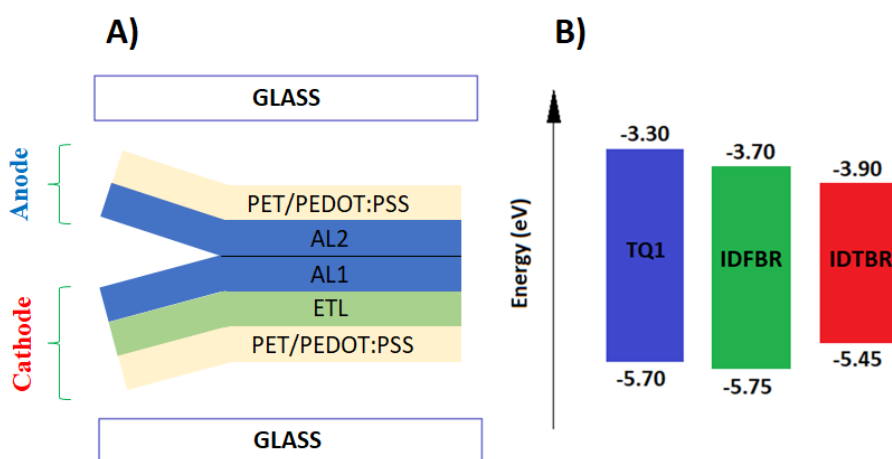 A)
GLASS
Anode
PET/PEDOT:PSS
AL2
AL1
ETL
PET/PEDOT:PSS
Cathode
GLASS
B)
Energy (eV)
-3.30
TQ1
-5.70
-3.70
IDFBR
-5.75
-3.90
IDTBR
-5.45